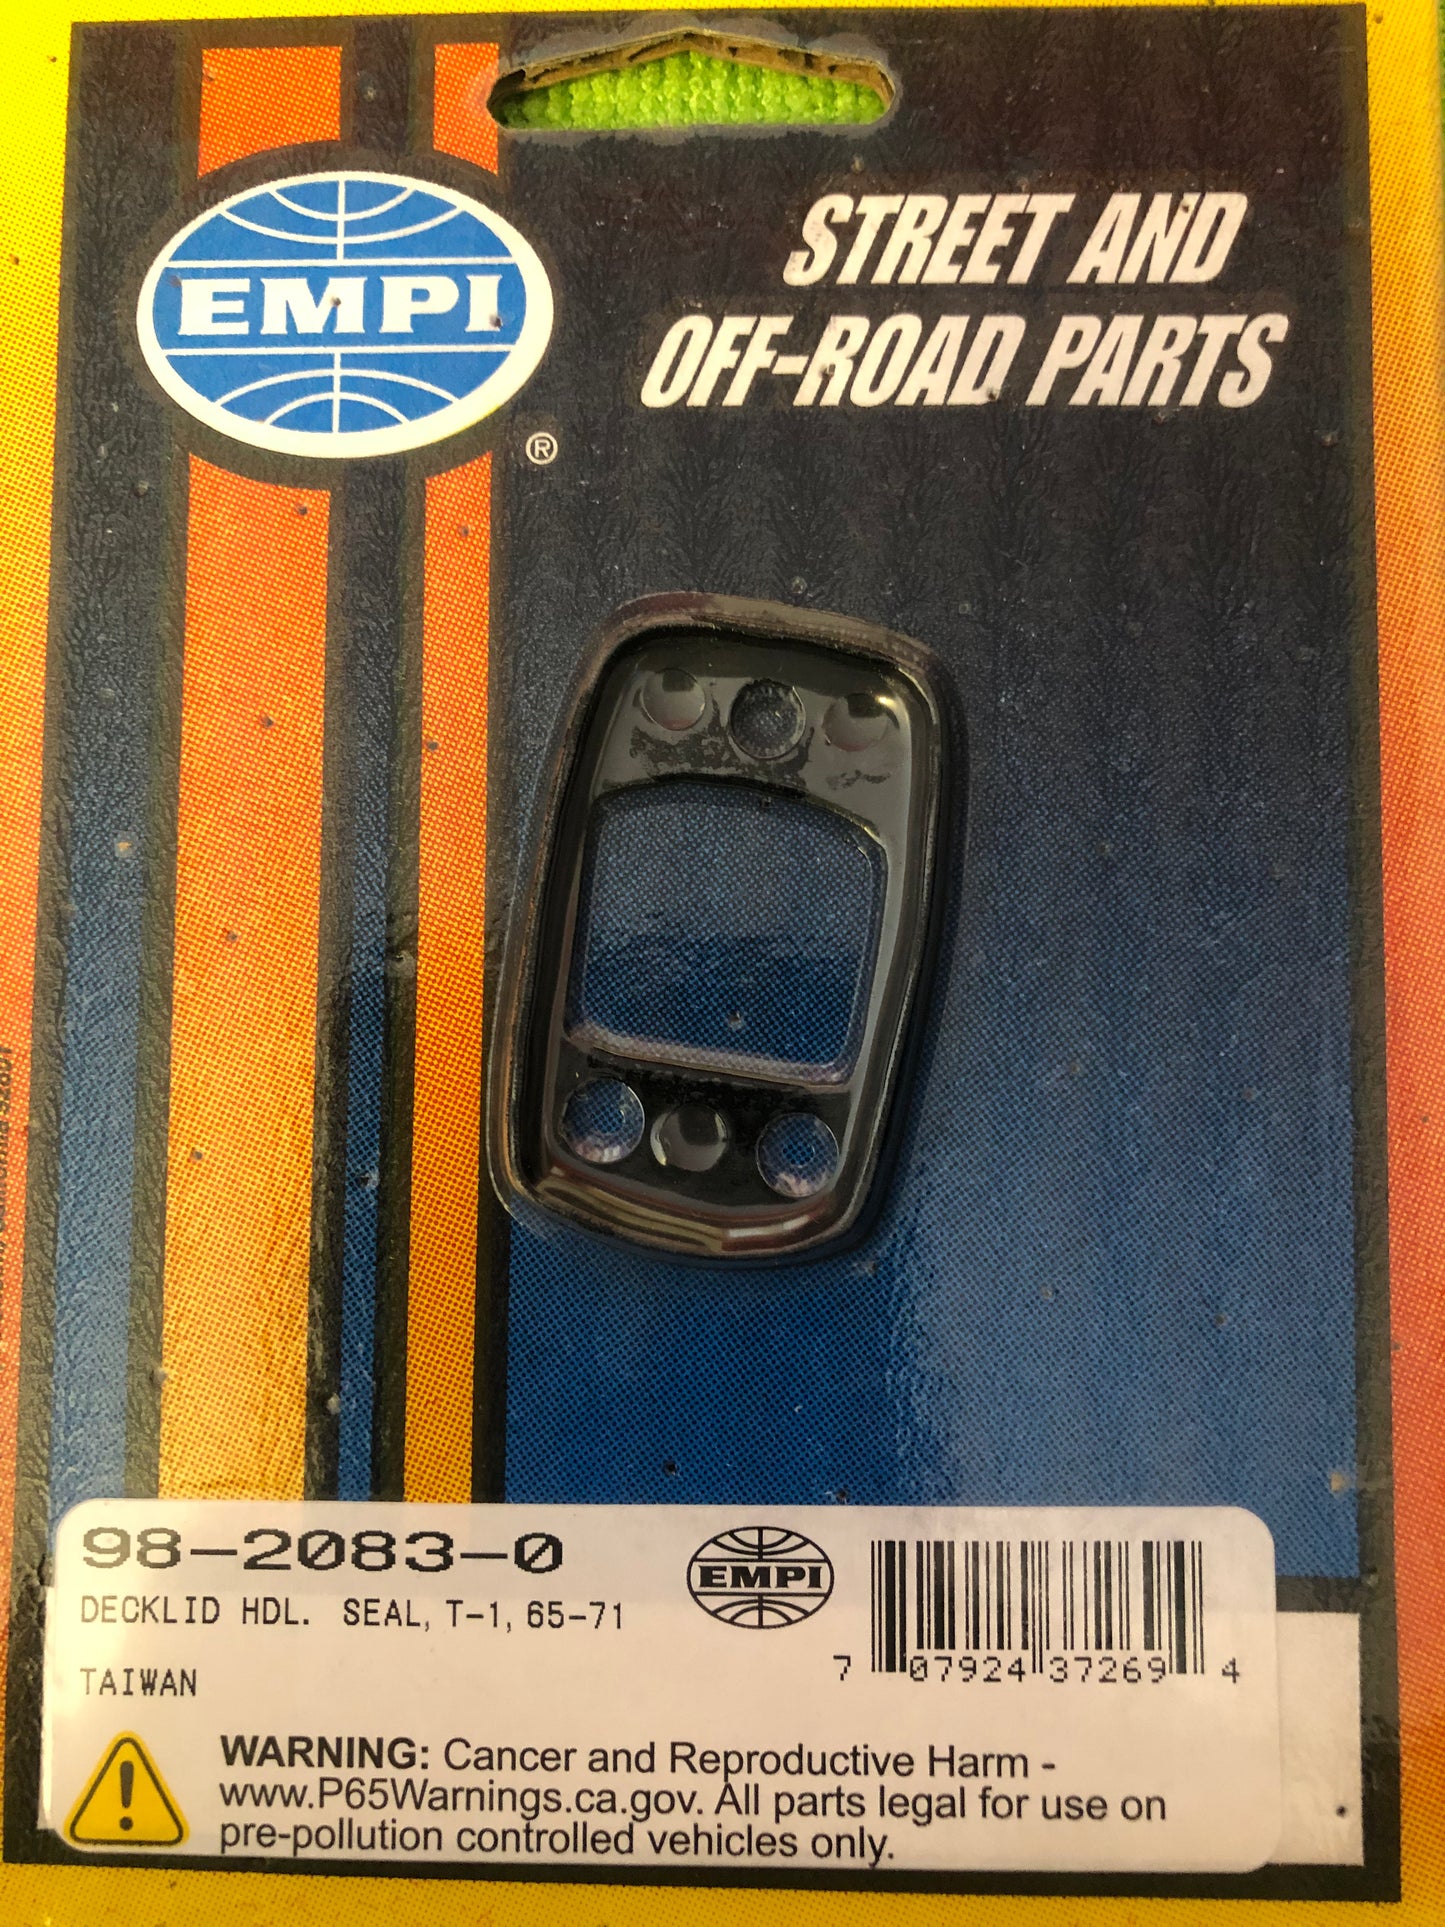 EMPI
®
STREET AND
OFF-ROAD PARTS
98-2083-0
DECKLID HDL. SEAL, T-1, 65-71
TAIWAN
EMPI
7 07924 37269 4
WARNING: Cancer and Reproductive Harm -
www.P65Warnings.ca.gov. All parts legal for use on
pre-pollution controlled vehicles only.